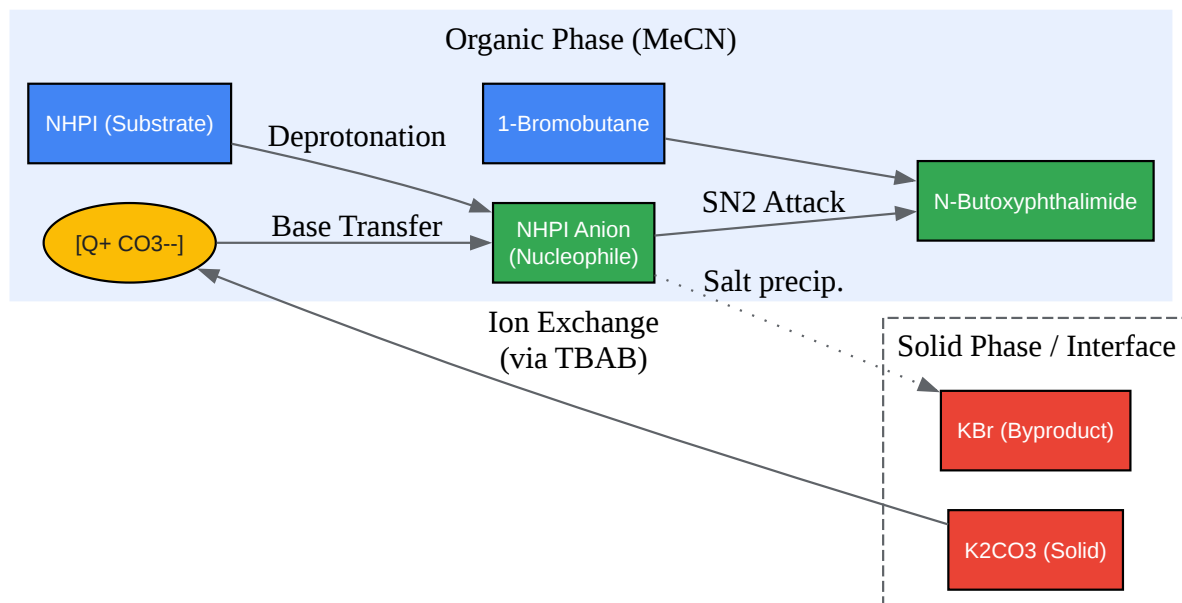 Organic Phase (MeCN)
NHPI (Substrate)
Deprotonation
1-Bromobutane
N-Butoxyphthalimide
SN2 Attack
[Q+ CO3--]
Base Transfer
NHPI Anion
(Nucleophile)
Salt precip.
Ion Exchange
(via TBAB)
Solid Phase / Interface
KBr (Byproduct)
K2CO3 (Solid)